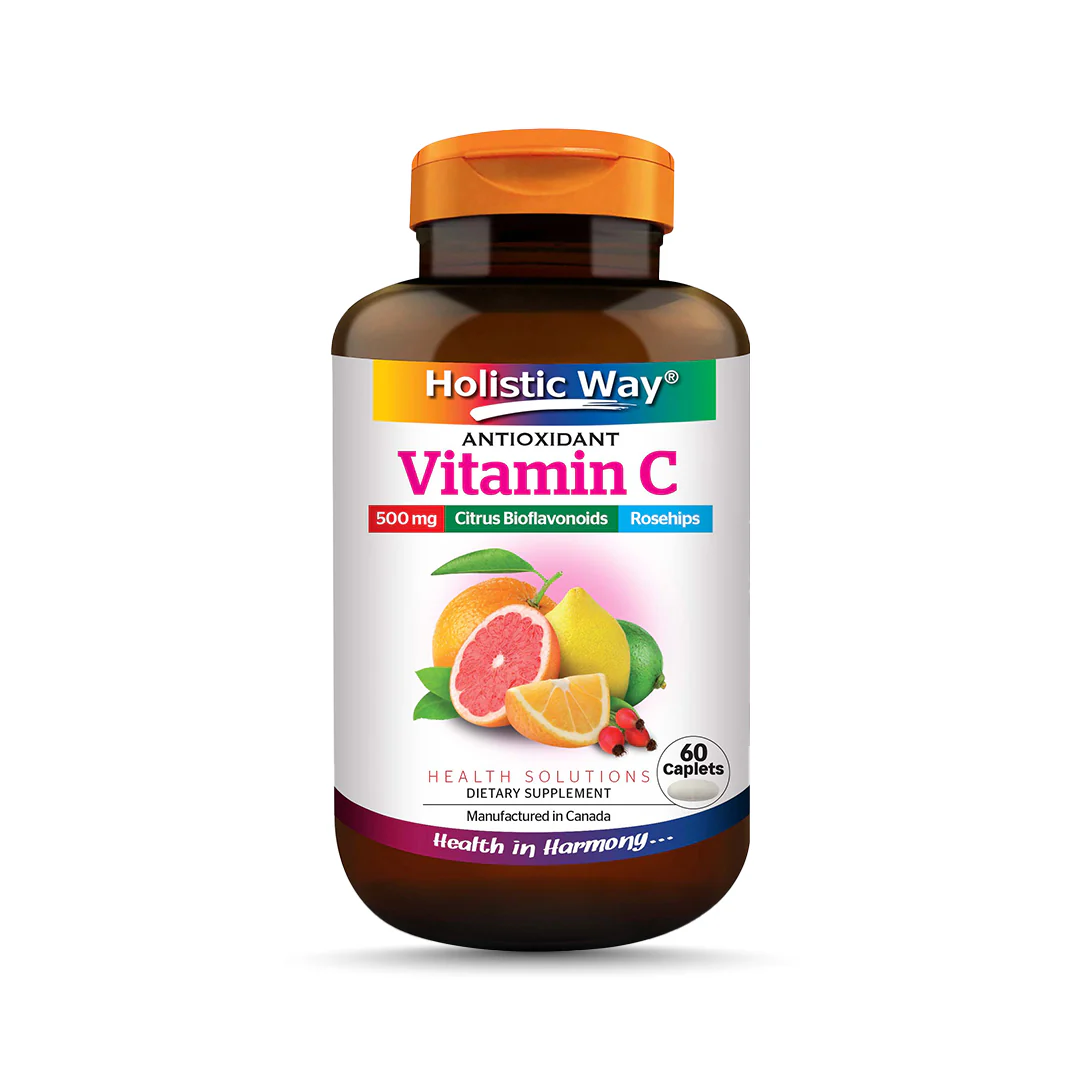 Holistic Way®
ANTIOXIDANT
Vitamin C
500 mg Citrus Bioflavonoids Rosehips
60
Caplets
HEALTH SOLUTIONS
DIETARY SUPPLEMENT
Manufactured in Canada
Health in Harmony...